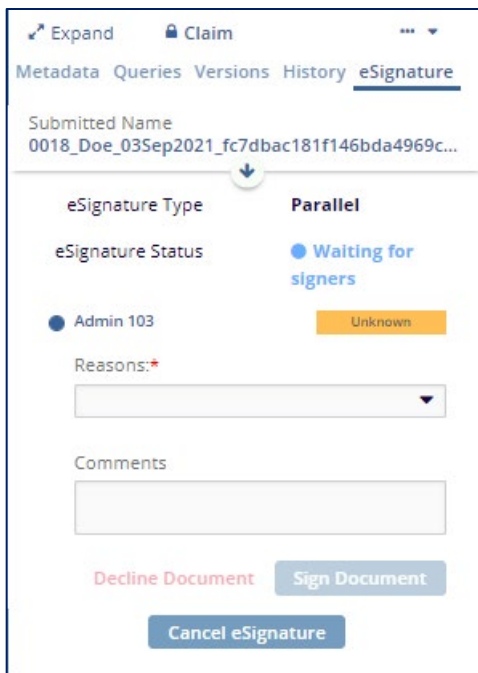 Expand Claim ...
Metadata Queries Versions History eSignature
Submitted Name
0018_Doe_03Sep2021_fc7dbac181f146bda4969c...
eSignature Type Parallel
eSignature Status Waiting for
signers
Admin 103 Unknown
Reasons:*
Comments
Decline Document Sign Document
Cancel eSignature